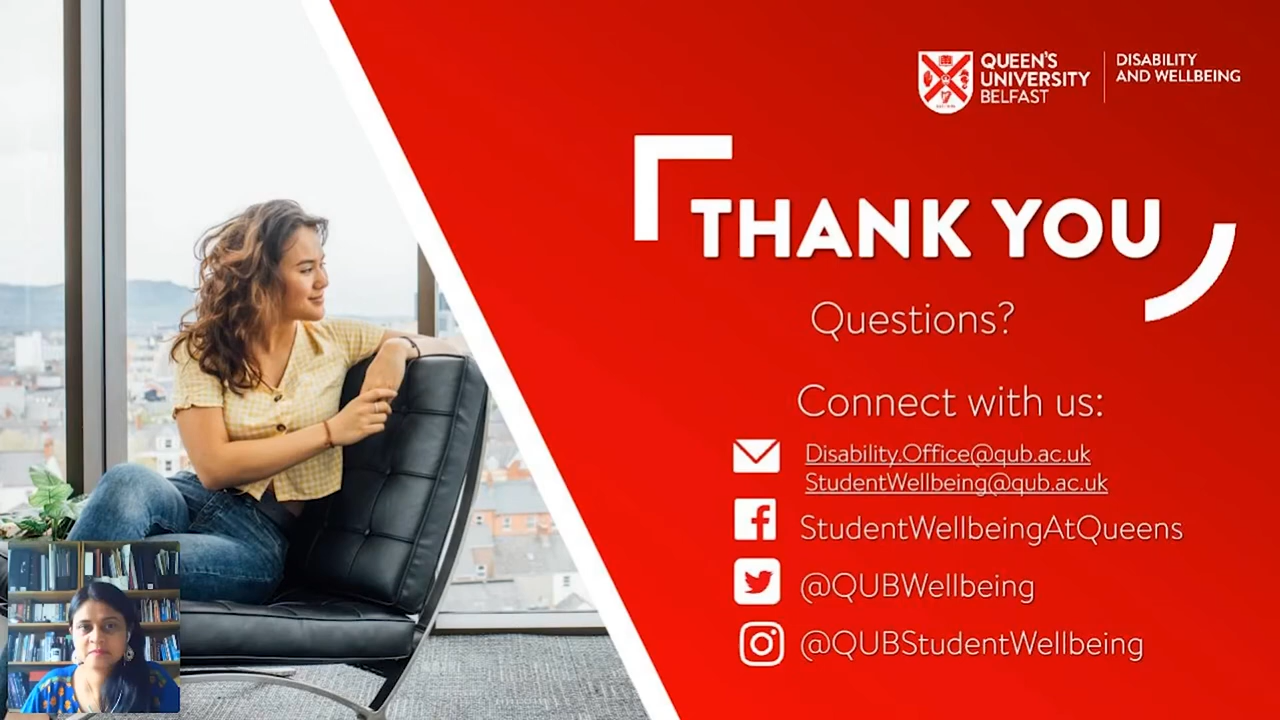 QUEEN'S
UNIVERSITY
BELFAST
DISABILITY
AND WELLBEING
THANK YOU
Questions?
Connect with us:
Disability.Office@qub.ac.uk
StudentWellbeing@qub.ac.uk
StudentWellbeingAtQueens
@QUBWellbeing
@QUBStudentWellbeing